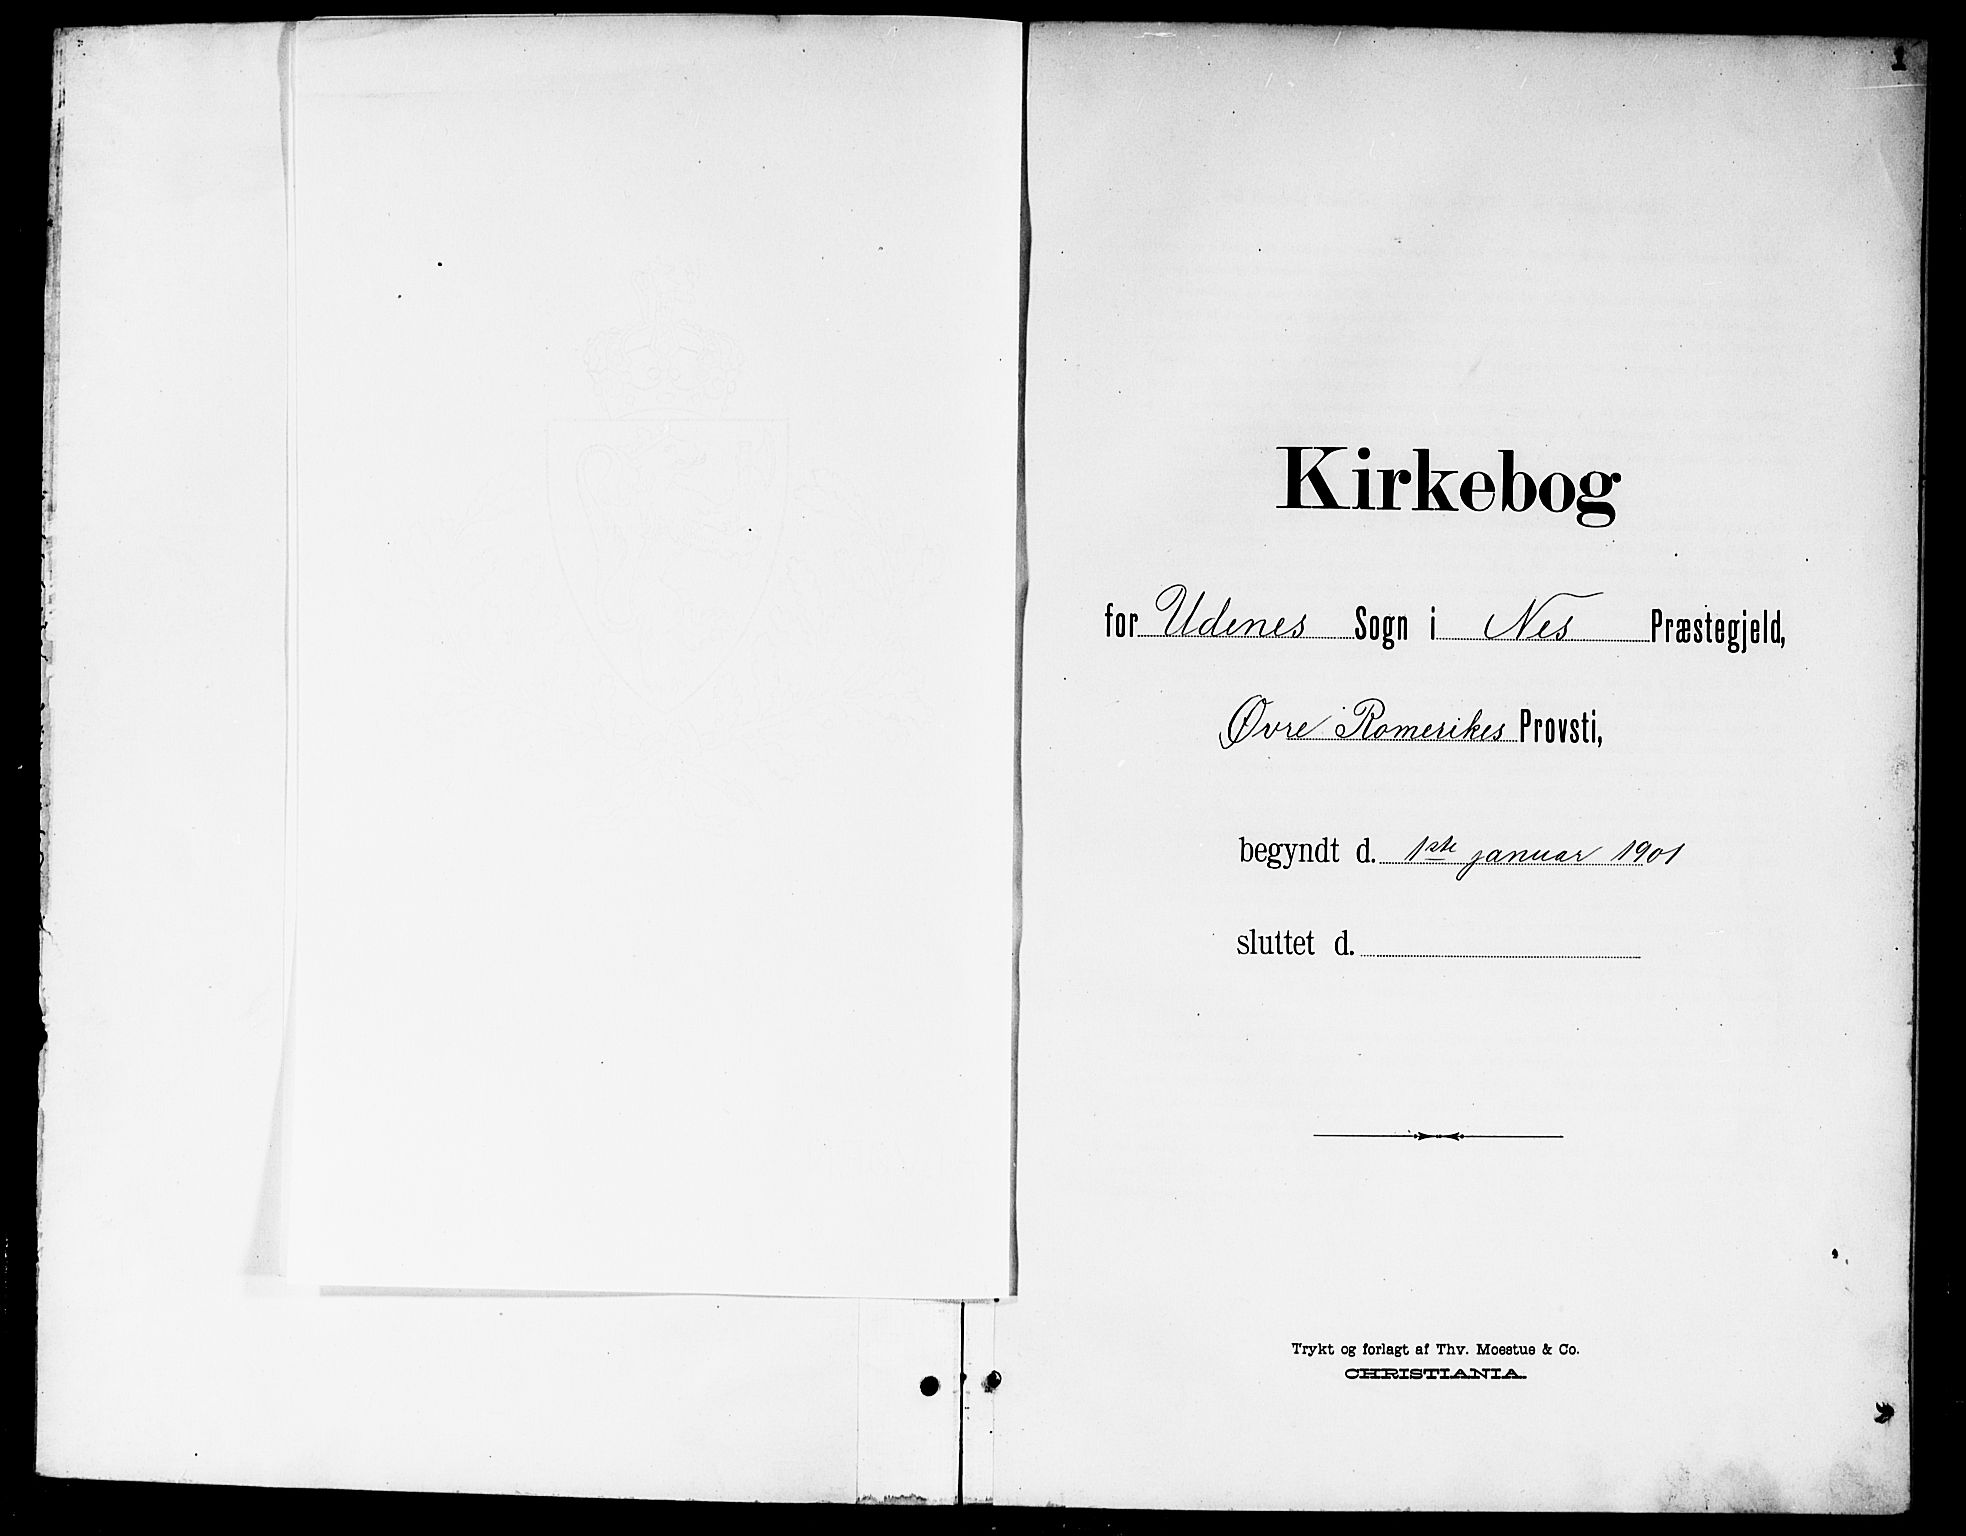 1
Kirkebog
for Udenes Sogn i Nes Præstegjeld,
Øvre Romerikes Provsti,
begyndt d. 1ste januar 1901
sluttet d.
Trykt og forlagt af Thv. Moestue & Co.
CHRISTIANIA.